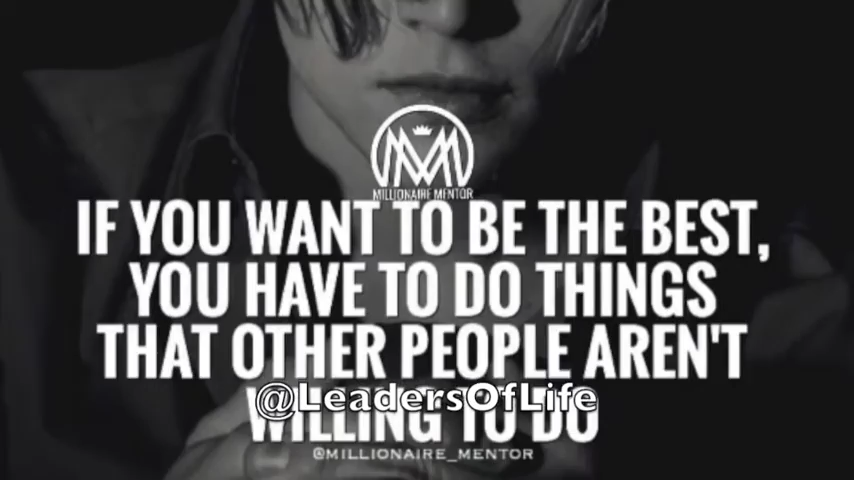 MILLIONAIRE MENTOR
IF YOU WANT TO BE THE BEST,
YOU HAVE TO DO THINGS
THAT OTHER PEOPLE AREN'T
@LeadersOfLife
WILLING TO DO
@MILLIONAIRE_MENTOR